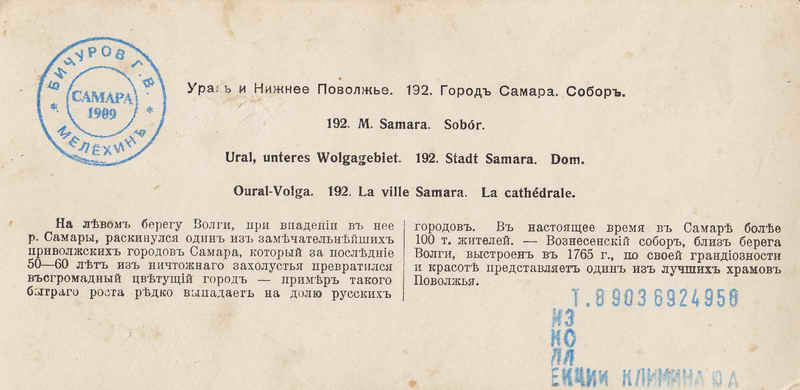 БИЧУРОВ Г. В.
САМАРА
1909
МЕЛЕХИНЪ
Уралъ и Нижнее Поволжье. 192. Городъ Самара. Соборъ.
192. M. Samara. Sobór.
Ural, unteres Wolgagebiet. 192. Stadt Samara. Dom.
Oural-Volga. 192. La ville Samara. La cathédrale.
На лѣвомъ берегу Волги, при впаденіи въ нее
р. Самары, раскинулся одинъ изъ замѣчательнѣйшихъ
приволжскихъ городовъ Самара, который за послѣдніе
50—60 лѣтъ изъ ничтожнаго захолустья превратился
въ громадный цвѣтущій городъ — примѣръ такого
быстраго роста рѣдко выпадаетъ на долю русскихъ
городовъ. Въ настоящее время въ Самарѣ болѣе
100 т. жителей. — Вознесенскій соборъ, близъ берега
Волги, выстроенъ въ 1765 г., по своей грандіозности
и красотѣ представляетъ одинъ изъ лучшихъ храмовъ
Поволжья.
Т.8 903 6924958
ИЗ
КО
ЛЛ
ЕКЦИИ КЛИМИНА Ю Д